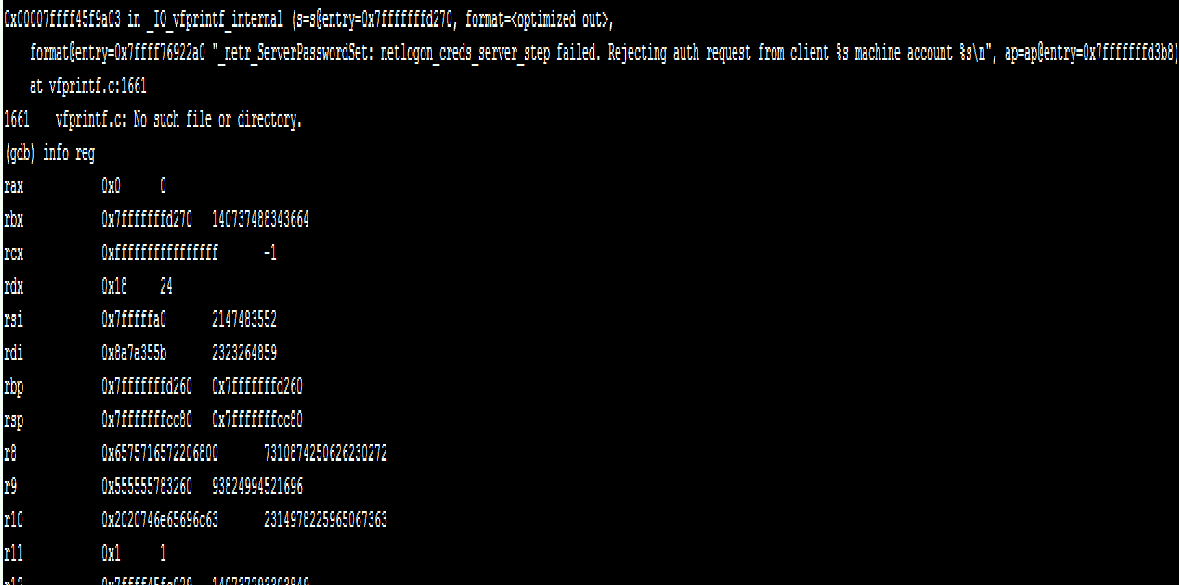 0x00007ffff45f9a03 in _IO_vfprintf_internal (s=s@entry=0x7fffffffd270, format=<optimized out>,
format@entry=0x7ffff76922a0 "_netr_ServerPasswordSet: netlogon_creds_server_step failed. Rejecting auth request from client %s machine account %s\n", ap=ap@entry=0x7fffffffd3b8)
at vfprintf.c:1661
1661 vfprintf.c: No such file or directory.
(gdb) info reg
rax 0x0 0
rbx 0x7fffffffd270 140737488343664
rcx 0xffffffffffffffff -1
rdx 0x18 24
rsi 0x7fffffa0 2147483552
rdi 0x8a7a355b 2323264859
rbp 0x7fffffffd260 0x7fffffffd260
rsp 0x7fffffffcc80 0x7fffffffcc80
r8 0x6575716572206800 7310874250626230272
r9 0x555555783260 93824994521696
r10 0x2020746e65696c63 2314978225965067363
r11 0x1 1
r12